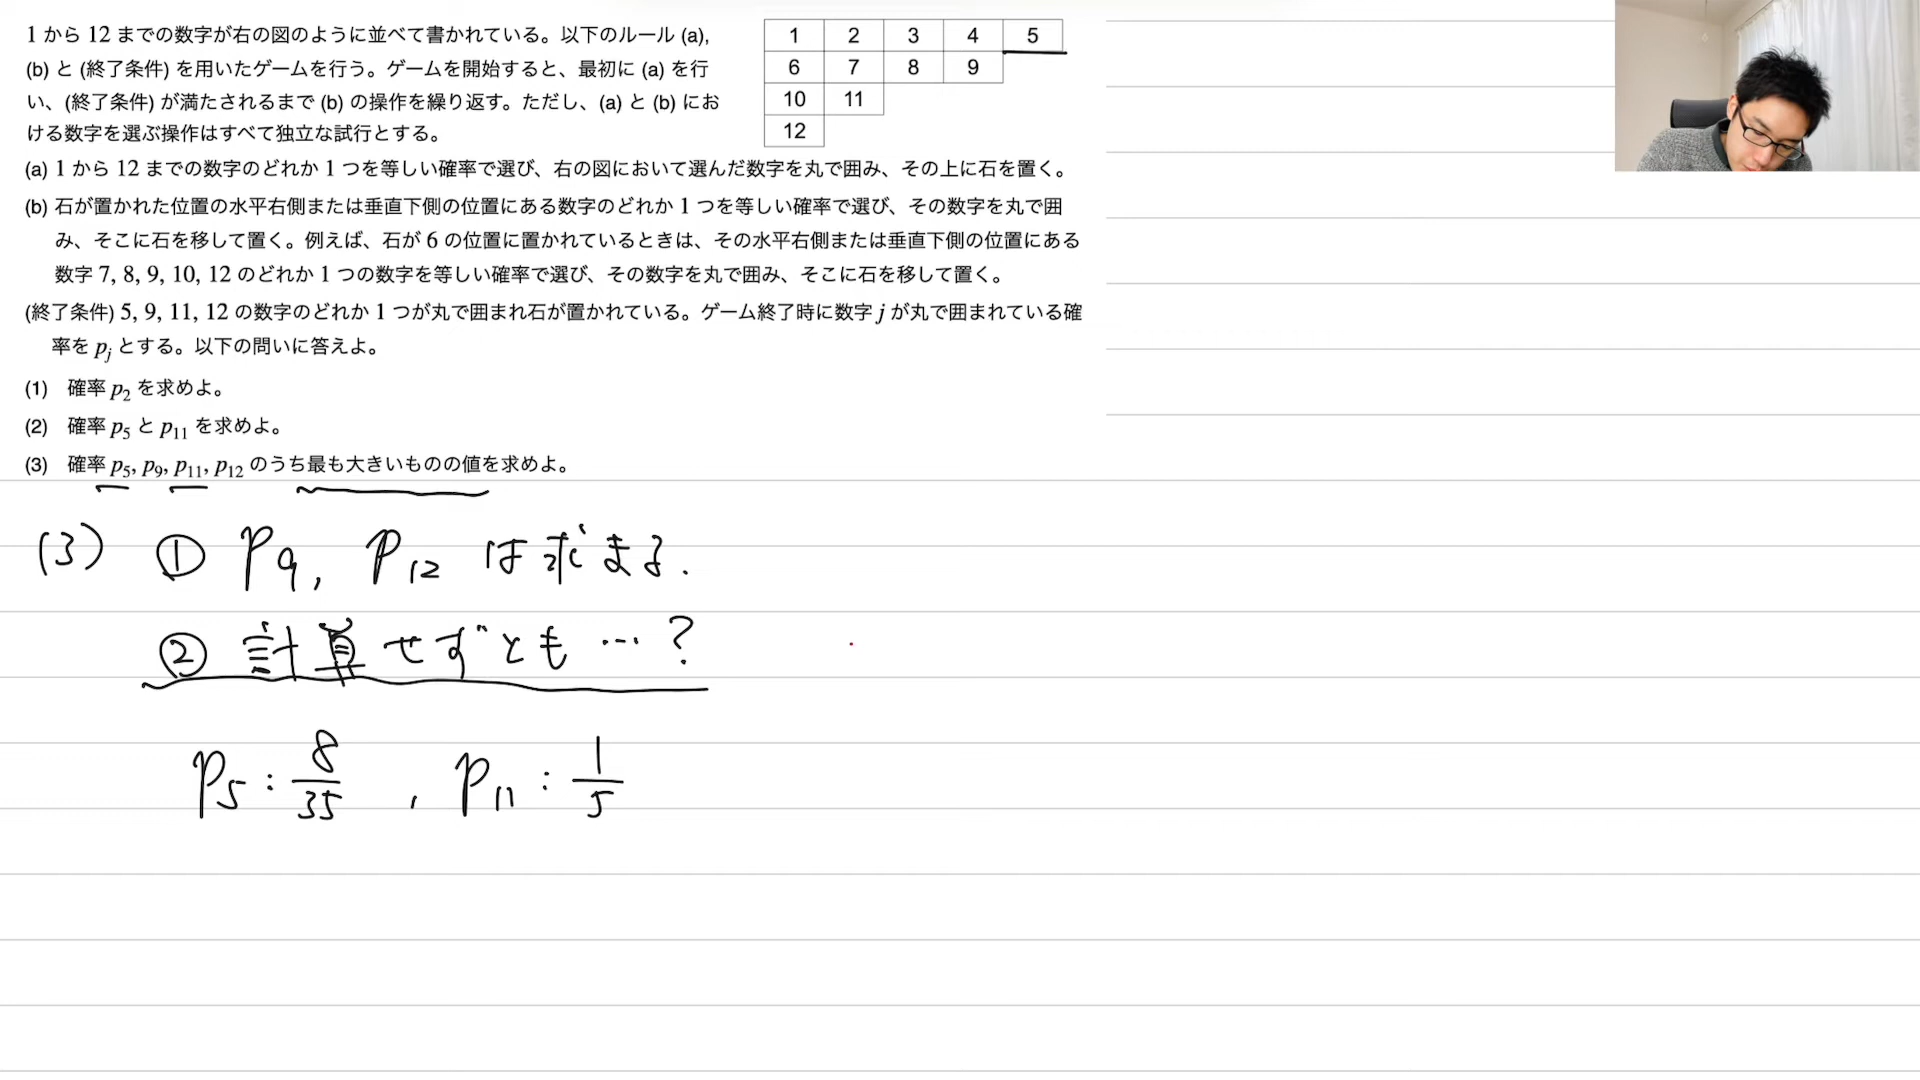 1 から 12 までの数字が右の図のように並べて書かれている。以下のルール (a),
(b) と (終了条件) を用いたゲームを行う。ゲームを開始すると、最初に (a) を行
い、(終了条件) が満たされるまで (b) の操作を繰り返す。ただし、(a) と (b) にお
ける数字を選ぶ操作はすべて独立な試行とする。
1 2 3 4 5
6 7 8 9
10 11
12
(a) 1 から 12 までの数字のどれか 1 つを等しい確率で選び、右の図において選んだ数字を丸で囲み、その上に石を置く。
(b) 石が置かれた位置の水平右側または垂直下側の位置にある数字のどれか 1 つを等しい確率で選び、その数字を丸で囲
み、そこに石を移して置く。例えば、石が 6 の位置に置かれているときは、その水平右側または垂直下側の位置にある
数字 7, 8, 9, 10, 12 のどれか 1 つの数字を等しい確率で選び、その数字を丸で囲み、そこに石を移して置く。
(終了条件) 5, 9, 11, 12 の数字のどれか 1 つが丸で囲まれ石が置かれている。ゲーム終了時に数字 j が丸で囲まれている確
率を p_j とする。以下の問いに答えよ。
(1) 確率 p_2 を求めよ。
(2) 確率 p_5 と p_11 を求めよ。
(3) 確率 p_5, p_9, p_11, p_12 のうち最も大きいものの値を求めよ。
(3) ① p_9, p_12 は求まる.
② 計算せずとも…?
p_5 : 8/35 , p_11 : 1/5